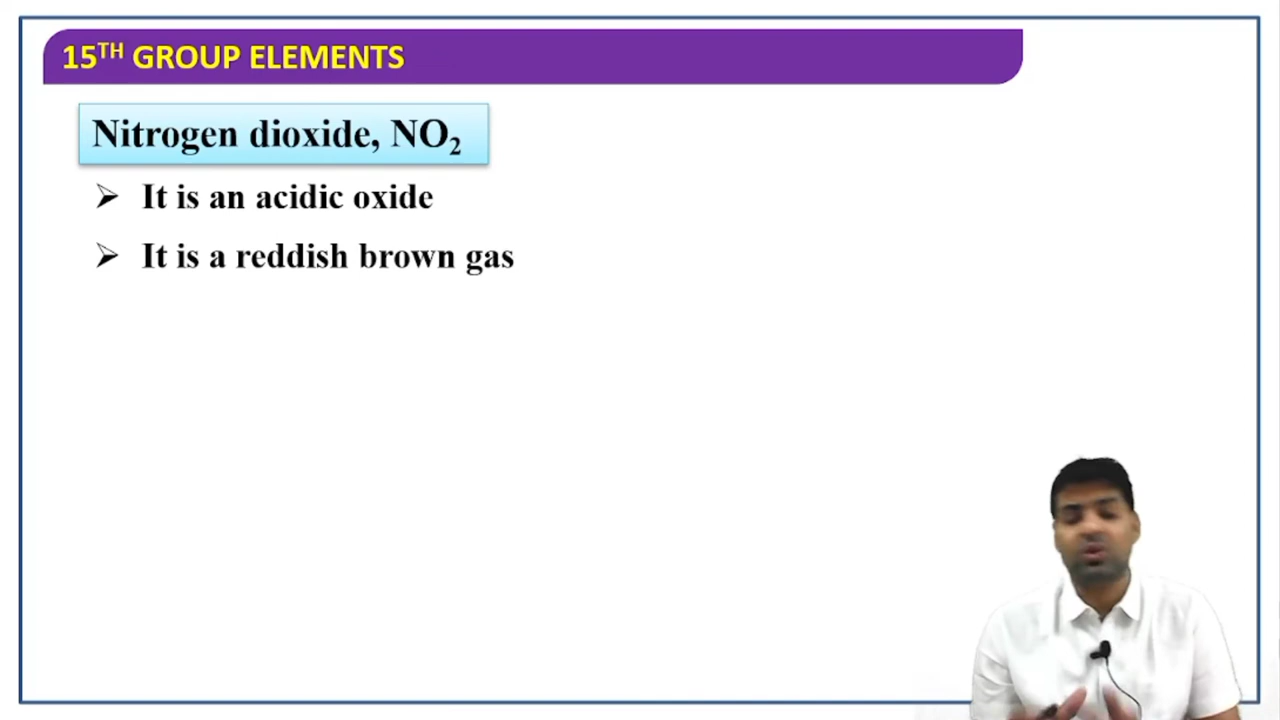 15TH GROUP ELEMENTS
Nitrogen dioxide, NO2
➢ It is an acidic oxide
➢ It is a reddish brown gas